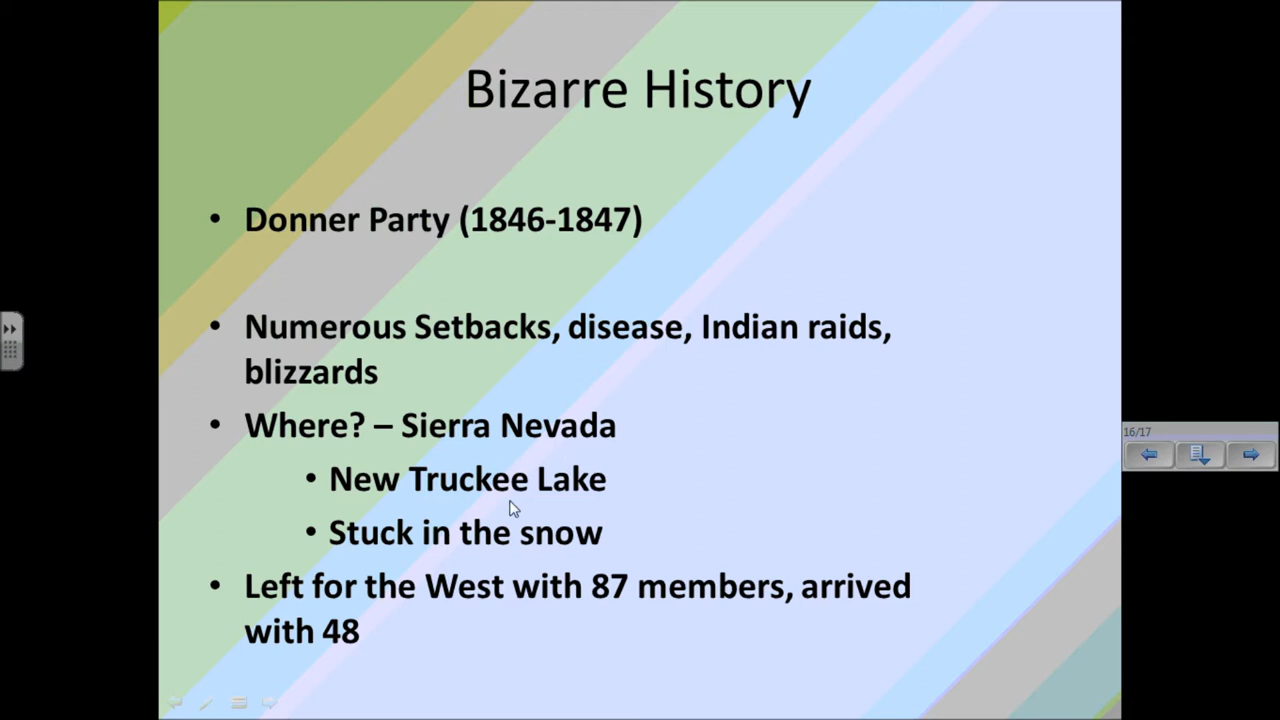 Bizarre History
• Donner Party (1846-1847)
• Numerous Setbacks, disease, Indian raids,
blizzards
• Where? – Sierra Nevada
• New Truckee Lake
• Stuck in the snow
• Left for the West with 87 members, arrived
with 48
16/17